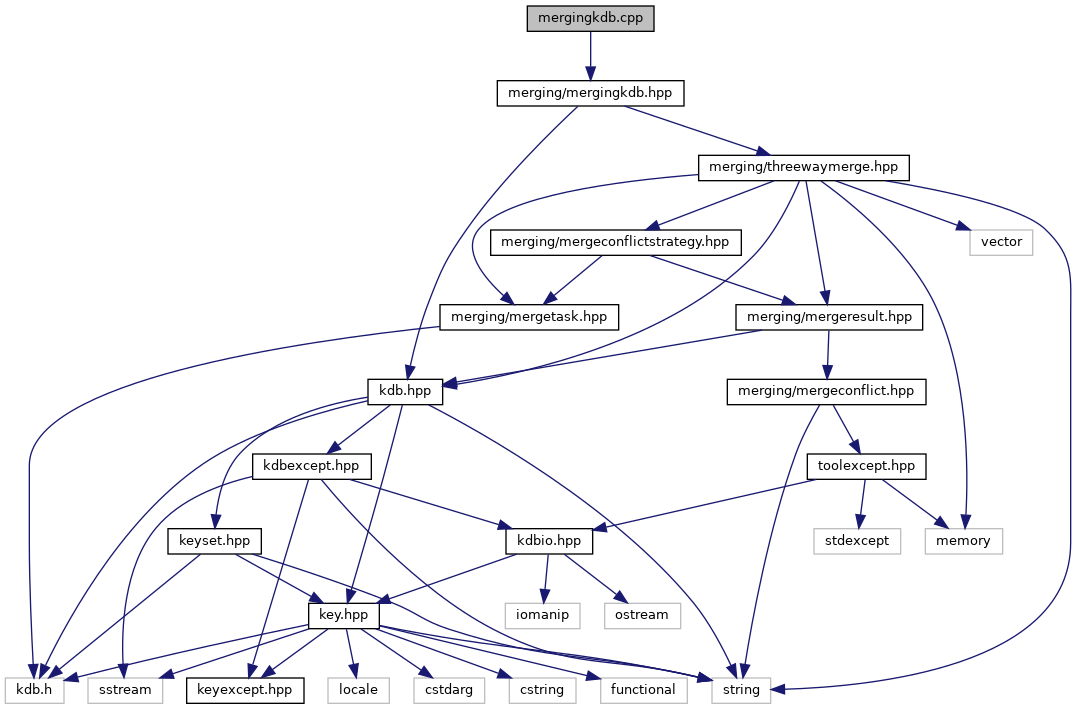 mergingkdb.cpp
merging/mergingkdb.hpp
merging/threewaymerge.hpp
merging/mergeconflictstrategy.hpp
vector
merging/mergetask.hpp
merging/mergeresult.hpp
kdb.hpp
merging/mergeconflict.hpp
kdbexcept.hpp
toolexcept.hpp
keyset.hpp
kdbio.hpp
stdexcept
memory
key.hpp
iomanip
ostream
kdb.h
sstream
keyexcept.hpp
locale
cstdarg
cstring
functional
string